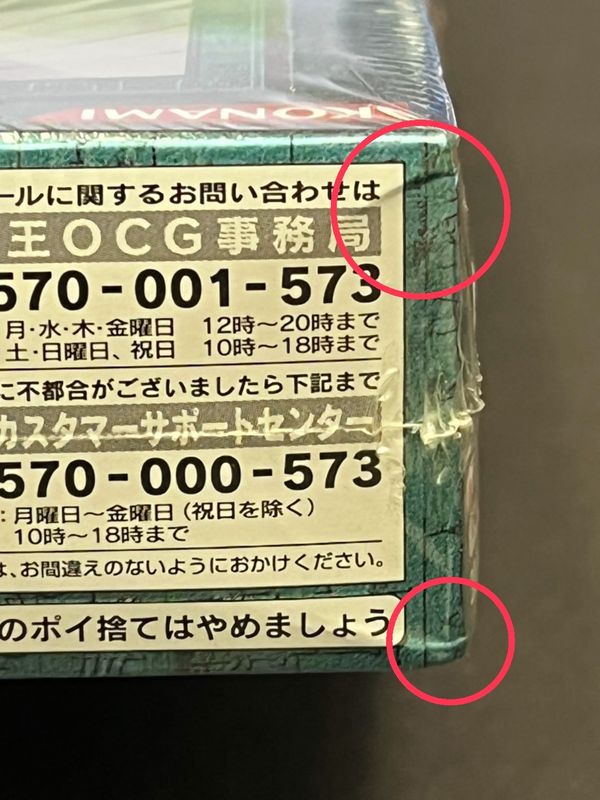 KONAMI
ールに関するお問い合わせは
王OCG事務局
570-001-573
月・水・木・金曜日 12時～20時まで
土・日曜日、祝日 10時～18時まで
に不都合がございましたら下記まで
カスタマーサポートセンター
570-000-573
: 月曜日～金曜日(祝日を除く)
10時～18時まで
は、お間違えのないようにおかけください。
のポイ捨てはやめましょう